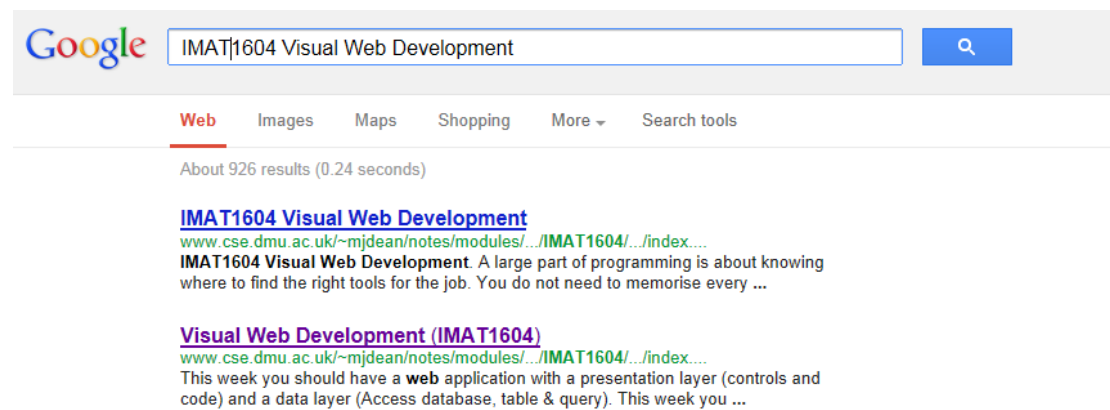 Google IMAT1604 Visual Web Development
Web Images Maps Shopping More Search tools
About 926 results (0.24 seconds)
IMAT1604 Visual Web Development
www.cse.dmu.ac.uk/~mjdean/notes/modules/.../IMAT1604/.../index....
IMAT1604 Visual Web Development. A large part of programming is about knowing
where to find the right tools for the job. You do not need to memorise every ...
Visual Web Development (IMAT1604)
www.cse.dmu.ac.uk/~mjdean/notes/modules/.../IMAT1604/.../index....
This week you should have a web application with a presentation layer (controls and
code) and a data layer (Access database, table & query). This week you ...